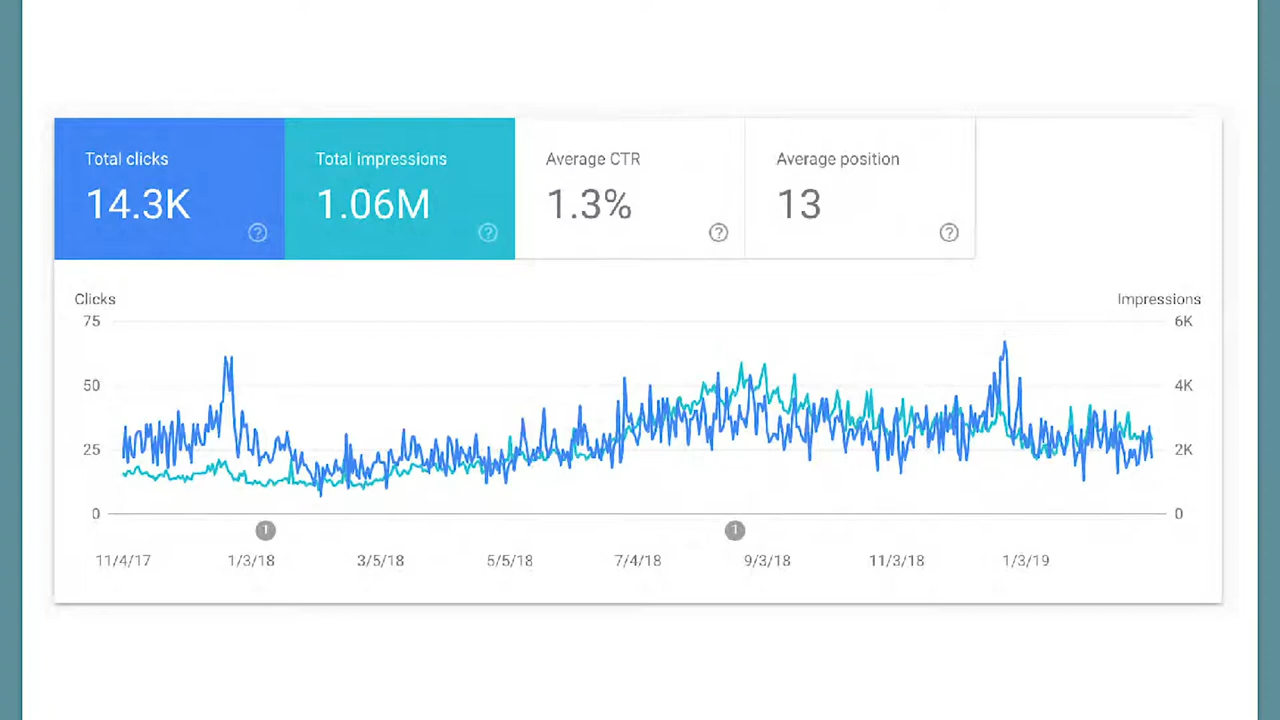 Total clicks
14.3K
Total impressions
1.06M
Average CTR
1.3%
Average position
13
Clicks
Impressions
75
6K
50
4K
25
2K
0
0
1
1
11/4/17
1/3/18
3/5/18
5/5/18
7/4/18
9/3/18
11/3/18
1/3/19